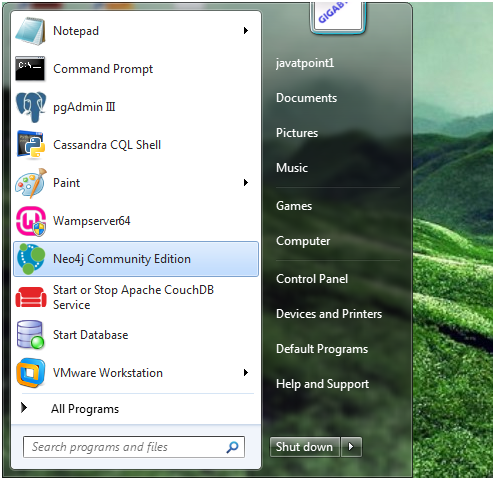 GIGAB
Notepad
C:\
Command Prompt
pgAdmin III
Cassandra CQL Shell
Paint
Wampserver64
Neo4j Community Edition
Start or Stop Apache CouchDB
Service
Start Database
VMware Workstation
All Programs
Search programs and files
javatpoint1
Documents
Pictures
Music
Games
Computer
Control Panel
Devices and Printers
Default Programs
Help and Support
Shut down